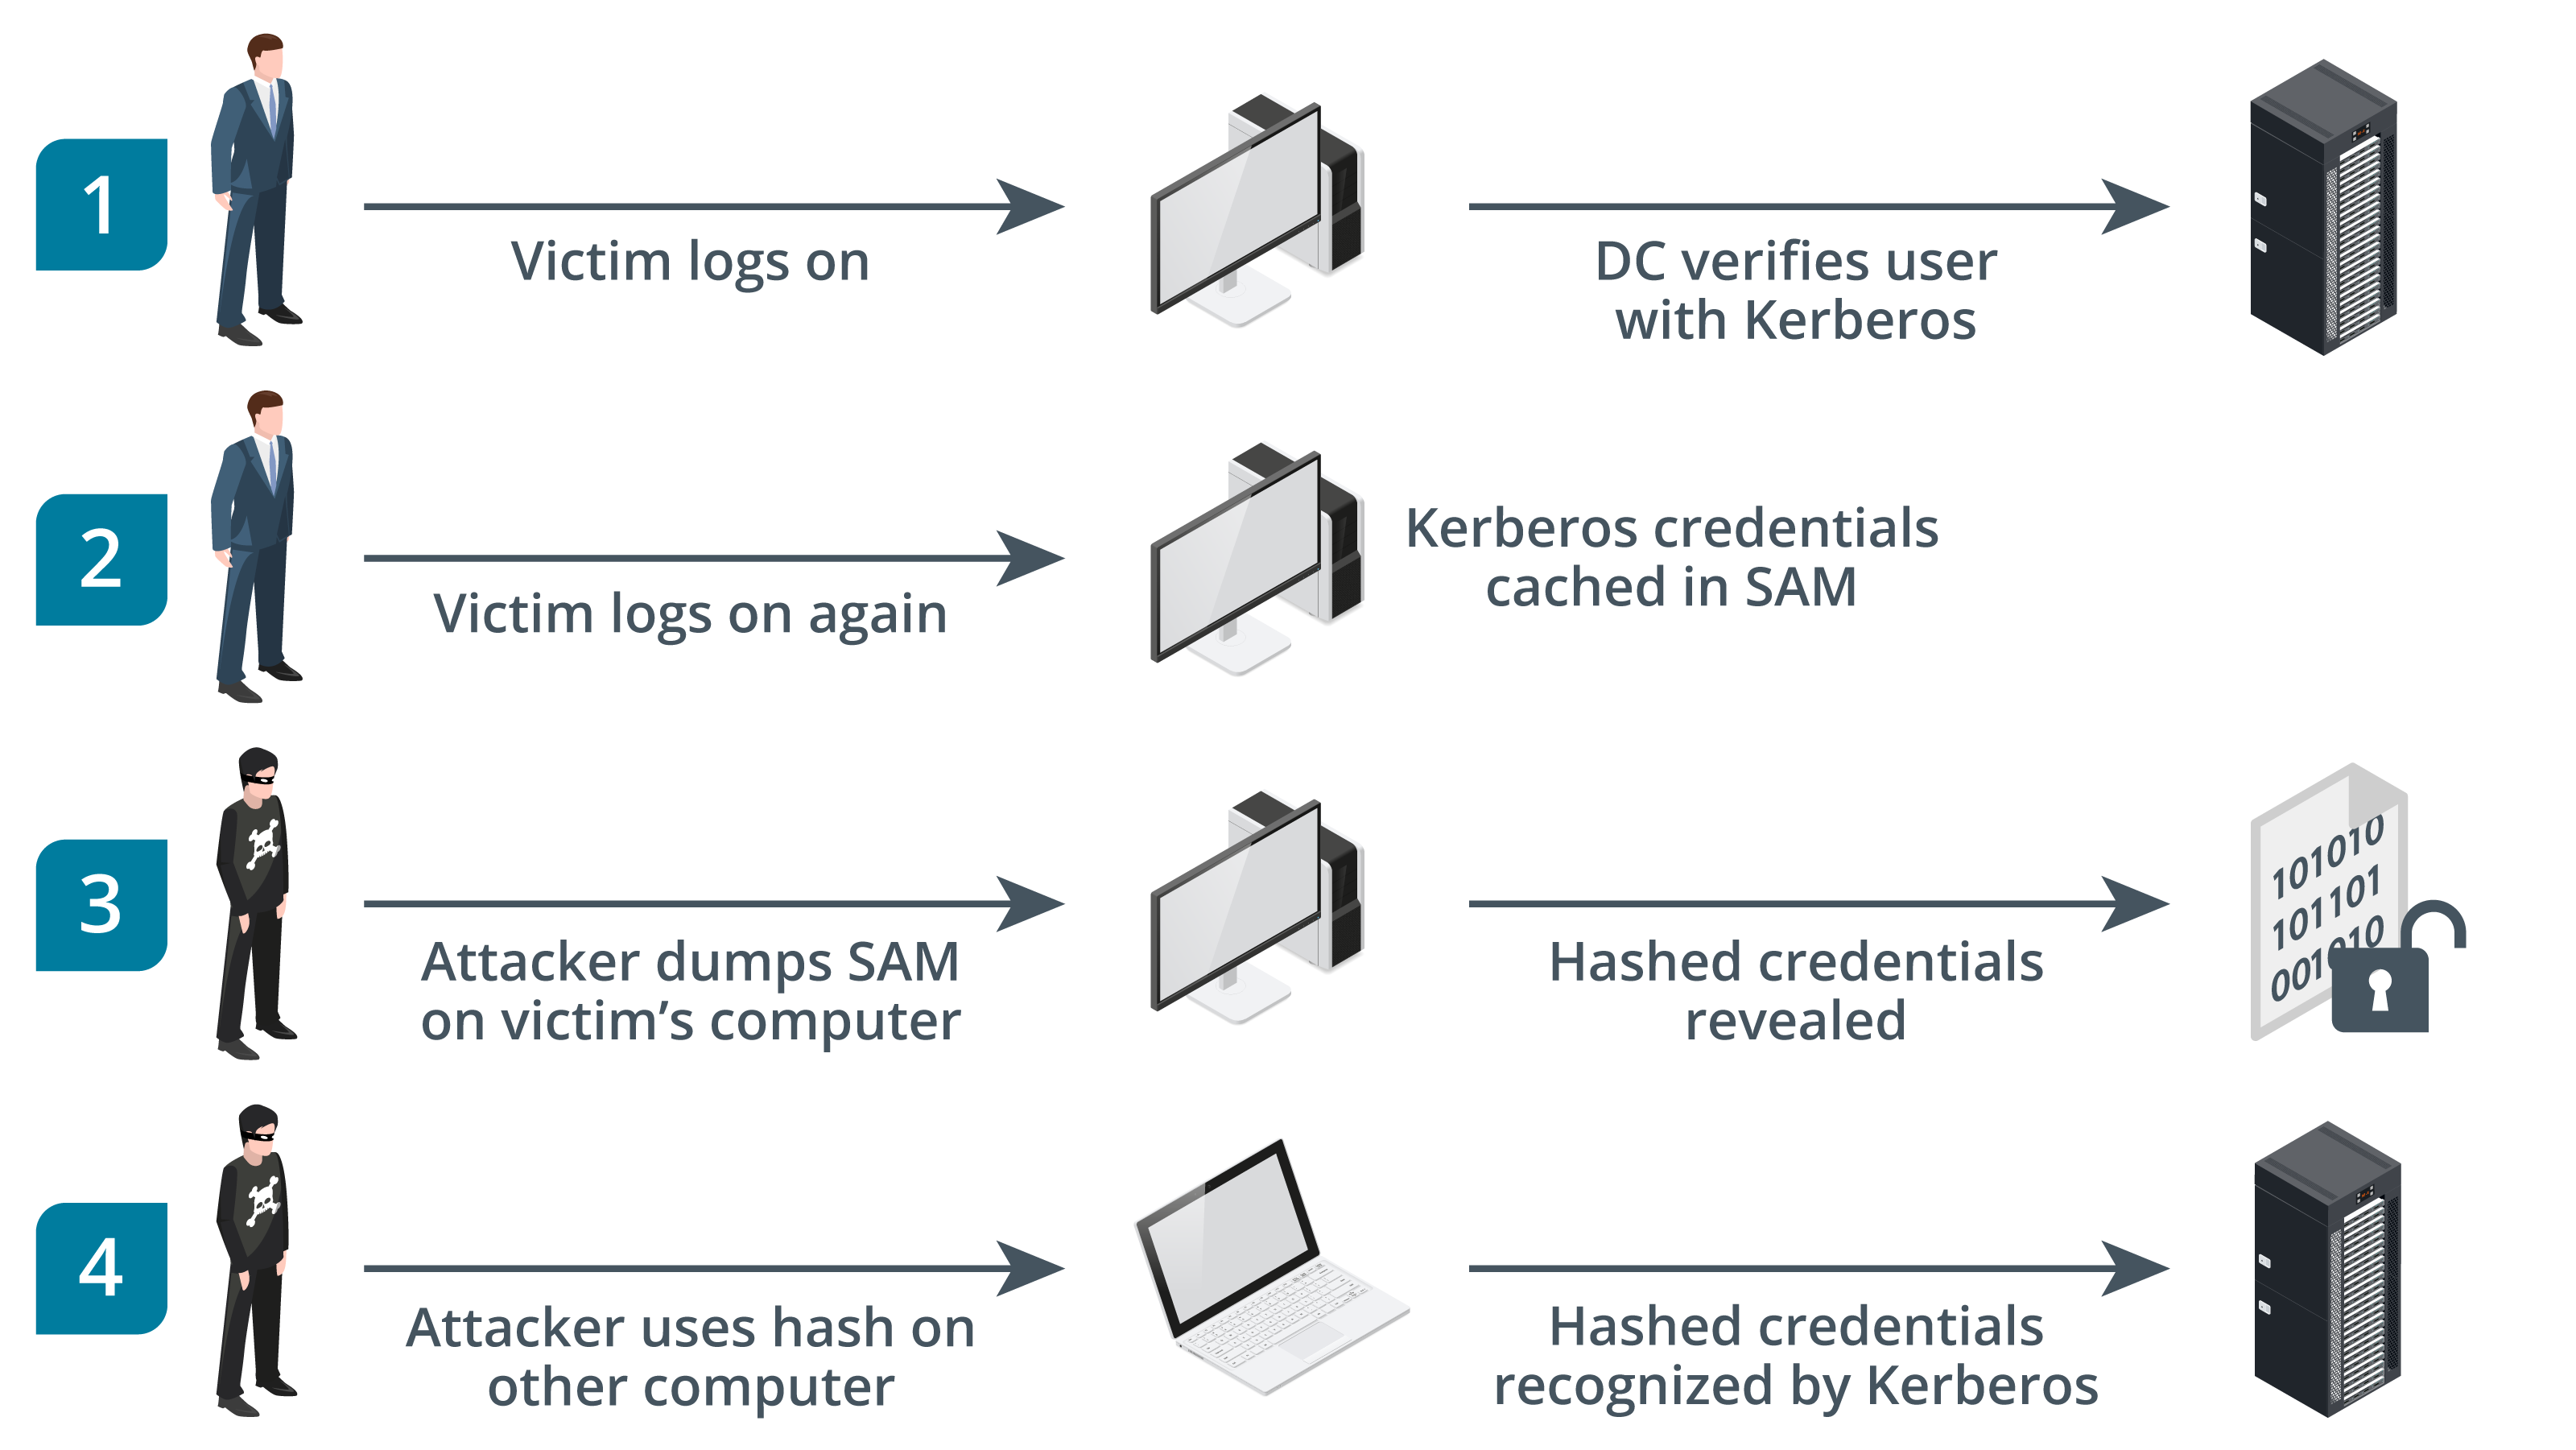 1
Victim logs on
DC verifies user
with Kerberos
2
Victim logs on again
Kerberos credentials
cached in SAM
3
Attacker dumps SAM
on victim’s computer
Hashed credentials
revealed
101010
101101
001010
4
Attacker uses hash on
other computer
Hashed credentials
recognized by Kerberos